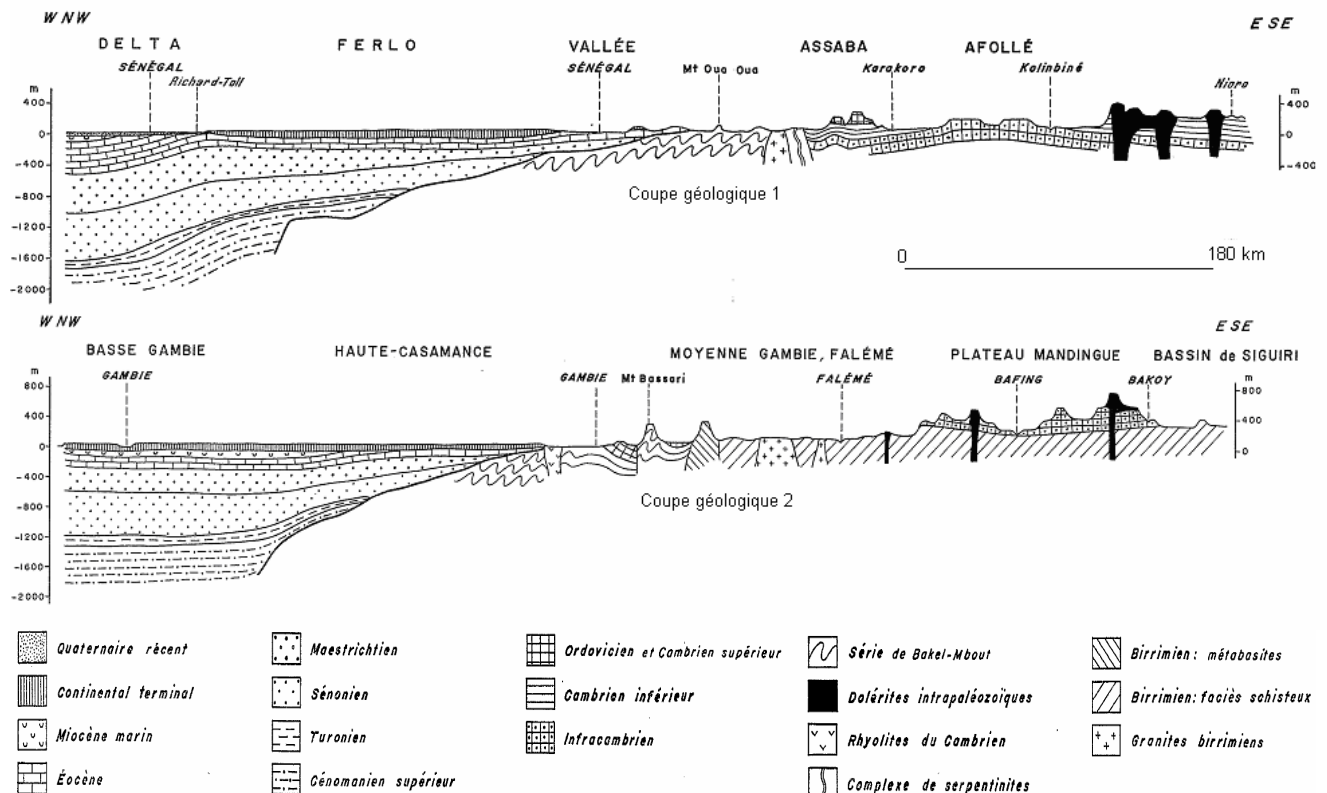 W NW
E SE
DELTA FERLO VALLÉE ASSABA AFOLLÉ
SÉNÉGAL Richard-Toll SÉNÉGAL Mt Oua Oua Karakoro Kolinbiné Nioro
m
400
0
-400
-800
-1200
-1600
-2000
m
400
0
-400
Coupe géologique 1
0 180 km
W NW
E SE
BASSE GAMBIE HAUTE-CASAMANCE MOYENNE GAMBIE, FALÉMÉ PLATEAU MANDINGUE BASSIN de SIGUIRI
GAMBIE GAMBIE Mt Bassari FALÉMÉ BAFING BAKOY
m
800
400
0
-400
-800
-1200
-1600
-2000
m
800
400
0
Coupe géologique 2
Quaternaire récent
Continental terminal
Miocène marin
Éocène
Maestrichtien
Sénonien
Turonien
Cénomanien supérieur
Ordovicien et Cambrien supérieur
Cambrien inférieur
Infracambrien
Série de Bakel-Mbout
Dolérites intrapaléozoïques
Rhyolites du Cambrien
Complexe de serpentinites
Birrimien: métabasites
Birrimien: faciès schisteux
Granites birrimiens